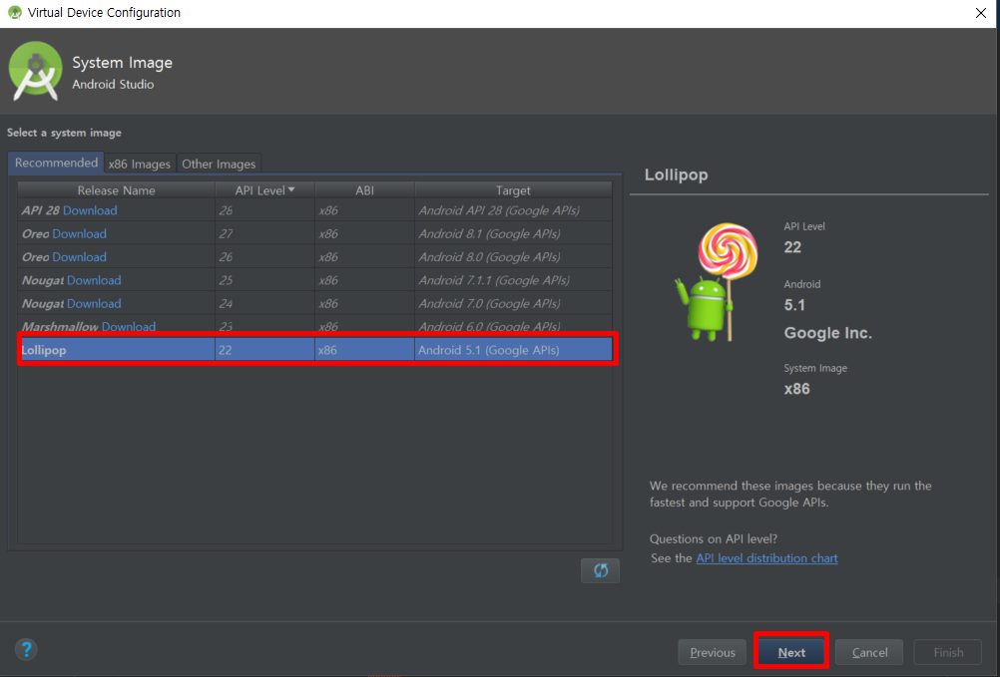 Virtual Device Configuration
System Image
Android Studio
Select a system image
Recommended x86 Images Other Images
Release Name API Level ABI Target
API 28 Download 28 x86 Android API 28 (Google APIs)
Oreo Download 27 x86 Android 8.1 (Google APIs)
Oreo Download 26 x86 Android 8.0 (Google APIs)
Nougat Download 25 x86 Android 7.1.1 (Google APIs)
Nougat Download 24 x86 Android 7.0 (Google APIs)
Marshmallow Download 23 x86 Android 6.0 (Google APIs)
Lollipop 22 x86 Android 5.1 (Google APIs)
Lollipop
API Level
22
Android
5.1
Google Inc.
System Image
x86
We recommend these images because they run the
fastest and support Google APIs.
Questions on API level?
See the API level distribution chart
?
Previous Next Cancel Finish